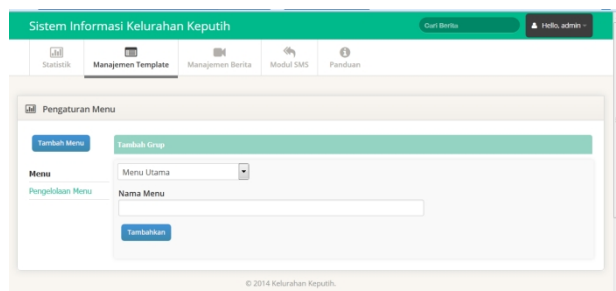 Sistem Informasi Kelurahan Keputih
Cari Berita
Hello, admin
Statistik
Manajemen Template
Manajemen Berita
Modul SMS
Panduan
Pengaturan Menu
Tambah Menu
Tambah Grup
Menu
Menu Utama
Pengelolaan Menu
Nama Menu
Tambahkan
© 2014 Kelurahan Keputih.